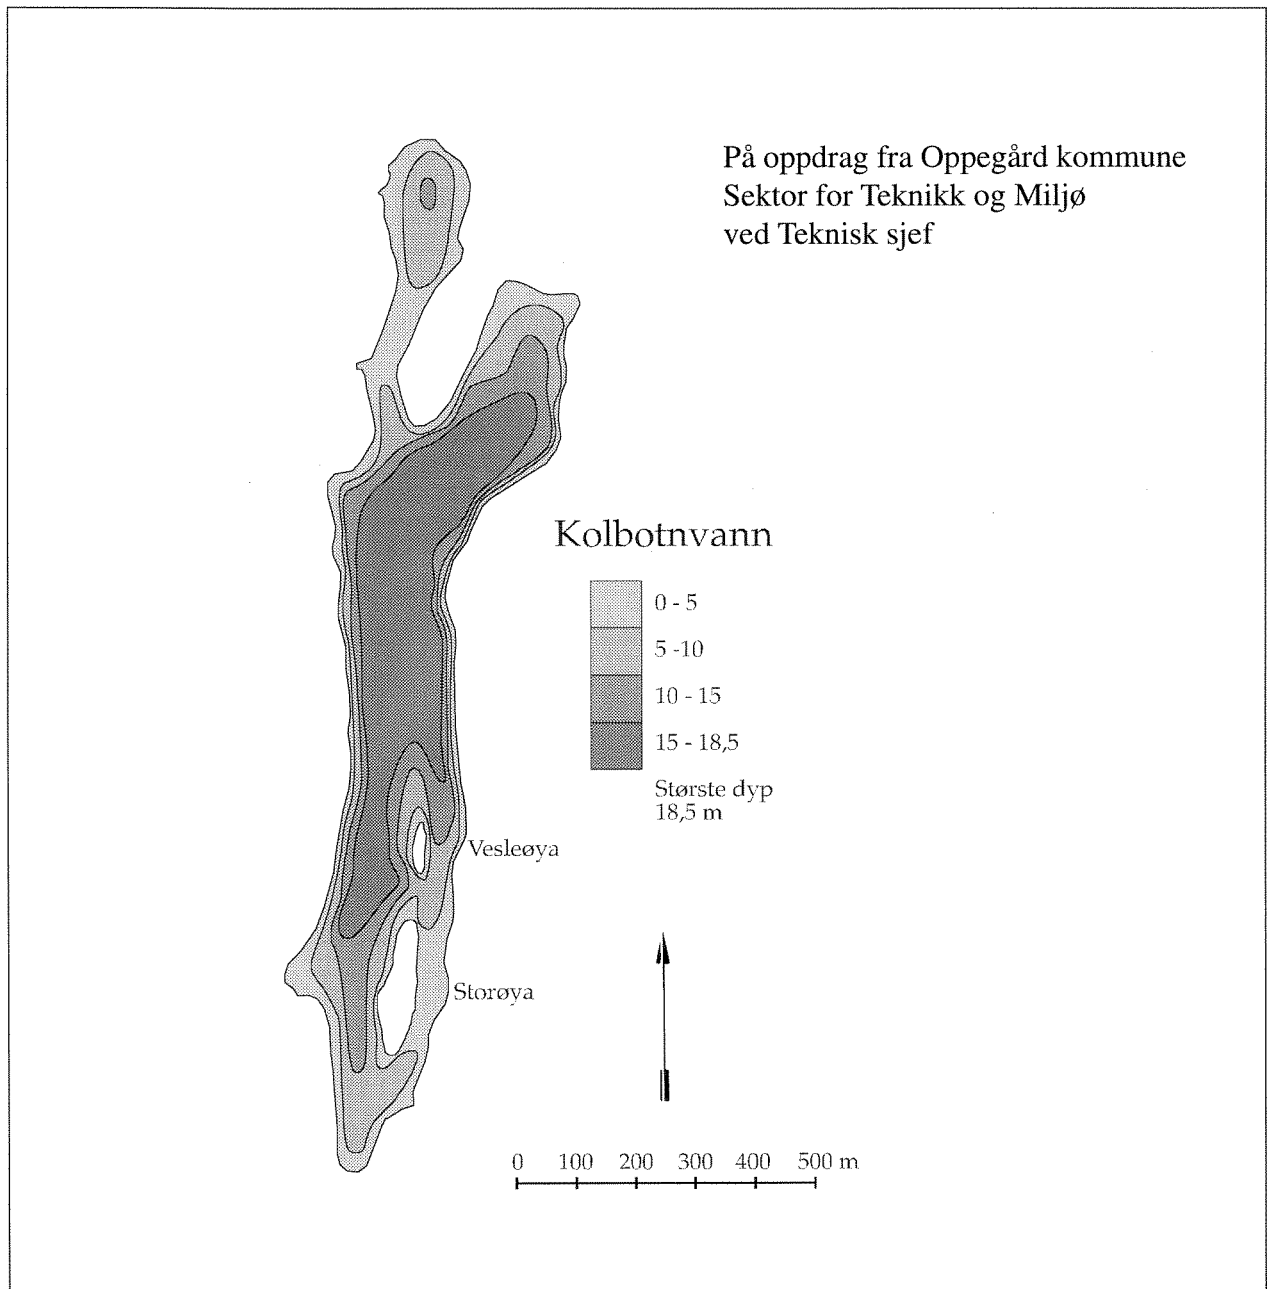 På oppdrag fra Oppegård kommune
Sektor for Teknikk og Miljø
ved Teknisk sjef
Kolbotnvann
0 - 5
5 -10
10 - 15
15 - 18,5
Største dyp
18,5 m
Vesleøya
Storøya
0 100 200 300 400 500 m